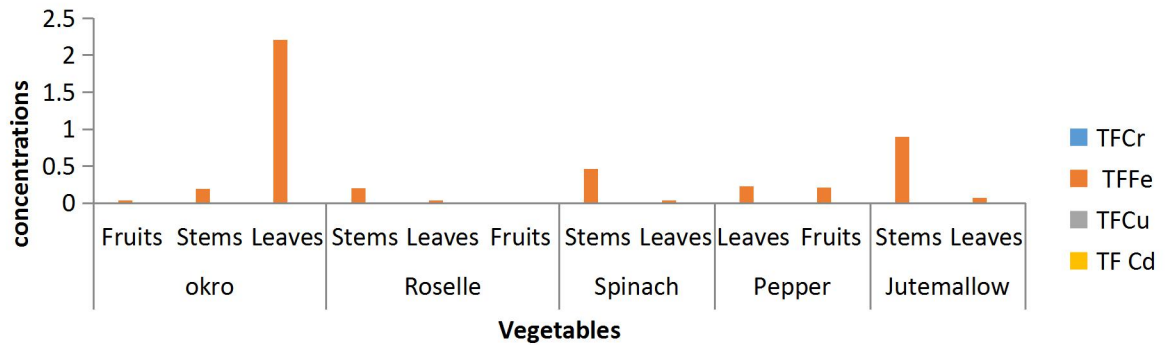 2.5
2
1.5
1
0.5
0
concentrations
Fruits Stems Leaves Stems Leaves Fruits Stems Leaves Leaves Fruits Stems Leaves
okro Roselle Spinach Pepper Jutemallow
Vegetables
TFCr
TFFe
TFCu
TF Cd